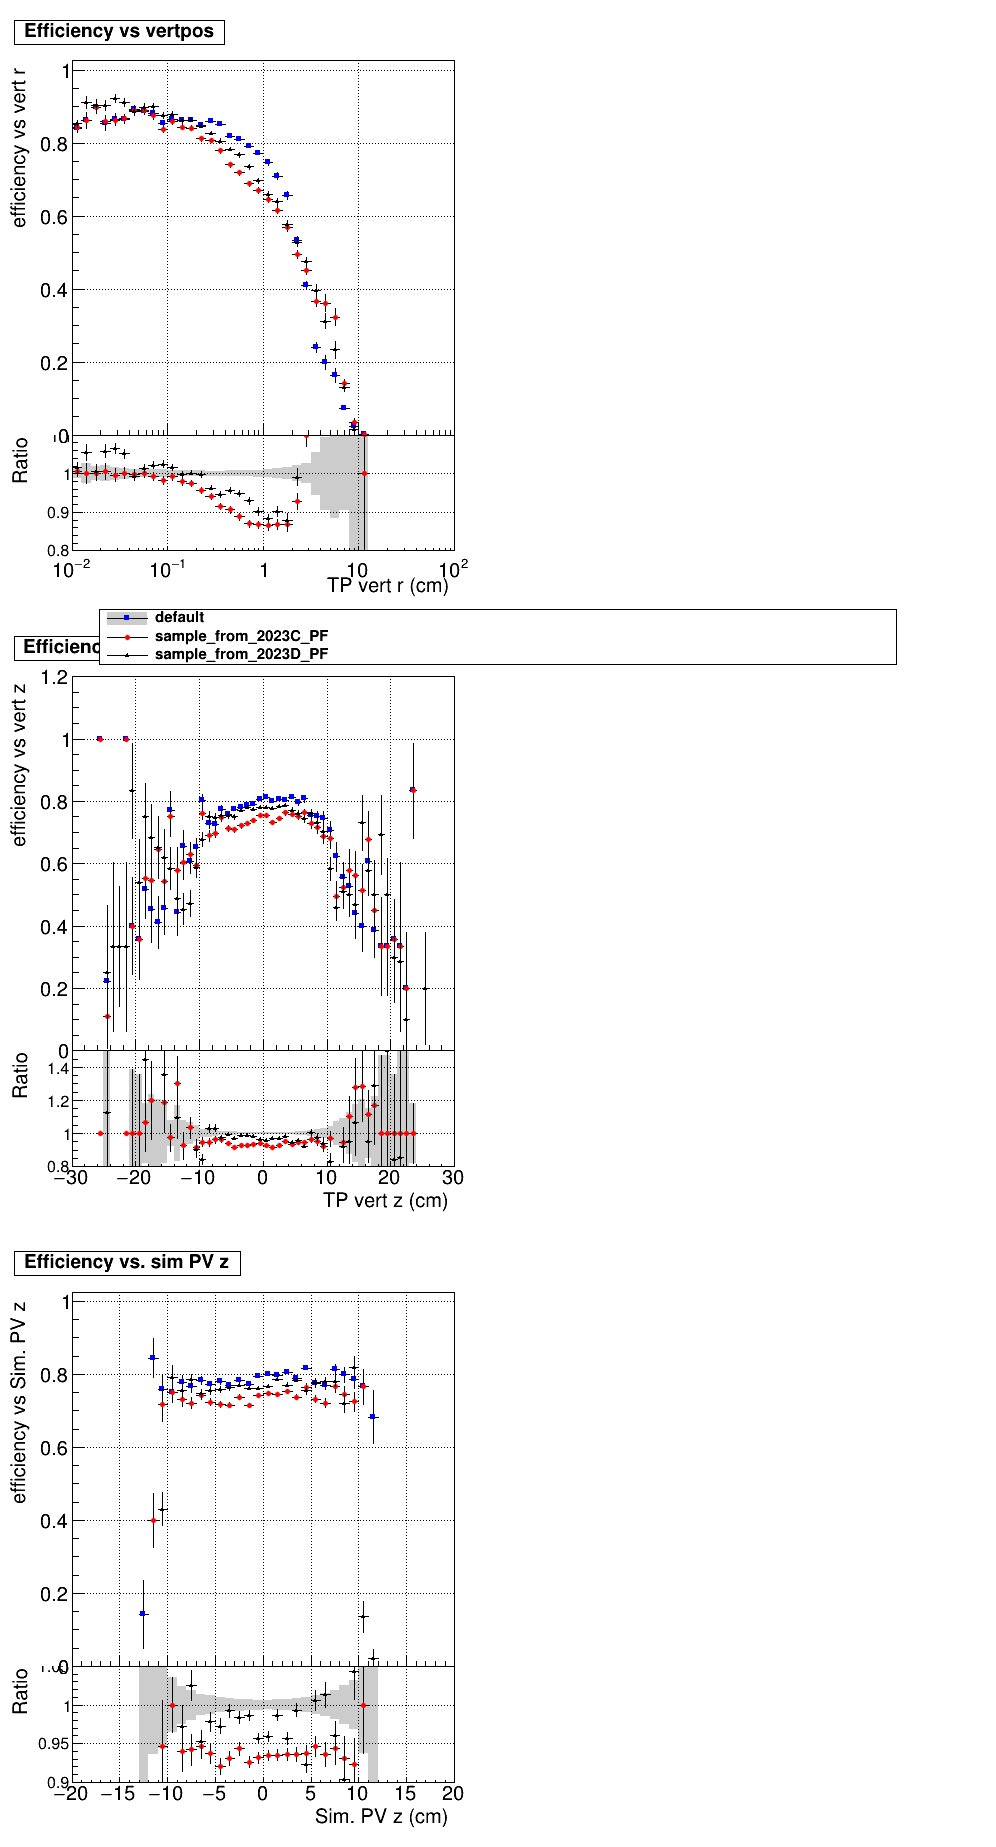 Efficiency vs vertpos
efficiency vs vert r
1
0.8
0.6
0.4
0.2
0
Ratio
1
0.9
0.8
10⁻² 10⁻¹ 1 10 10²
TP vert r (cm)
default
sample_from_2023C_PF
sample_from_2023D_PF
efficiency vs vert z
1.2
1
0.8
0.6
0.4
0.2
0
Ratio
1.4
1.2
1
0.8
−30 −20 −10 0 10 20 30
TP vert z (cm)
Efficiency vs. sim PV z
efficiency vs Sim. PV z
1
0.8
0.6
0.4
0.2
0
Ratio
1
0.95
0.9
−20 −15 −10 −5 0 5 10 15 20
Sim. PV z (cm)